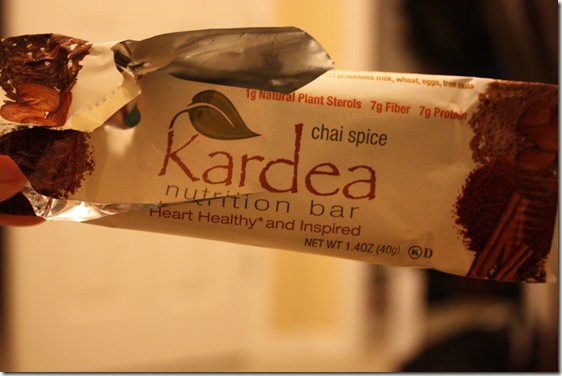 processes milk, wheat, eggs, tree nuts
1g Natural Plant Sterols 7g Fiber 7g Protein
chai spice
Kardea
nutrition bar
Heart Healthy* and Inspired
NET WT 1.4OZ (40g) K D